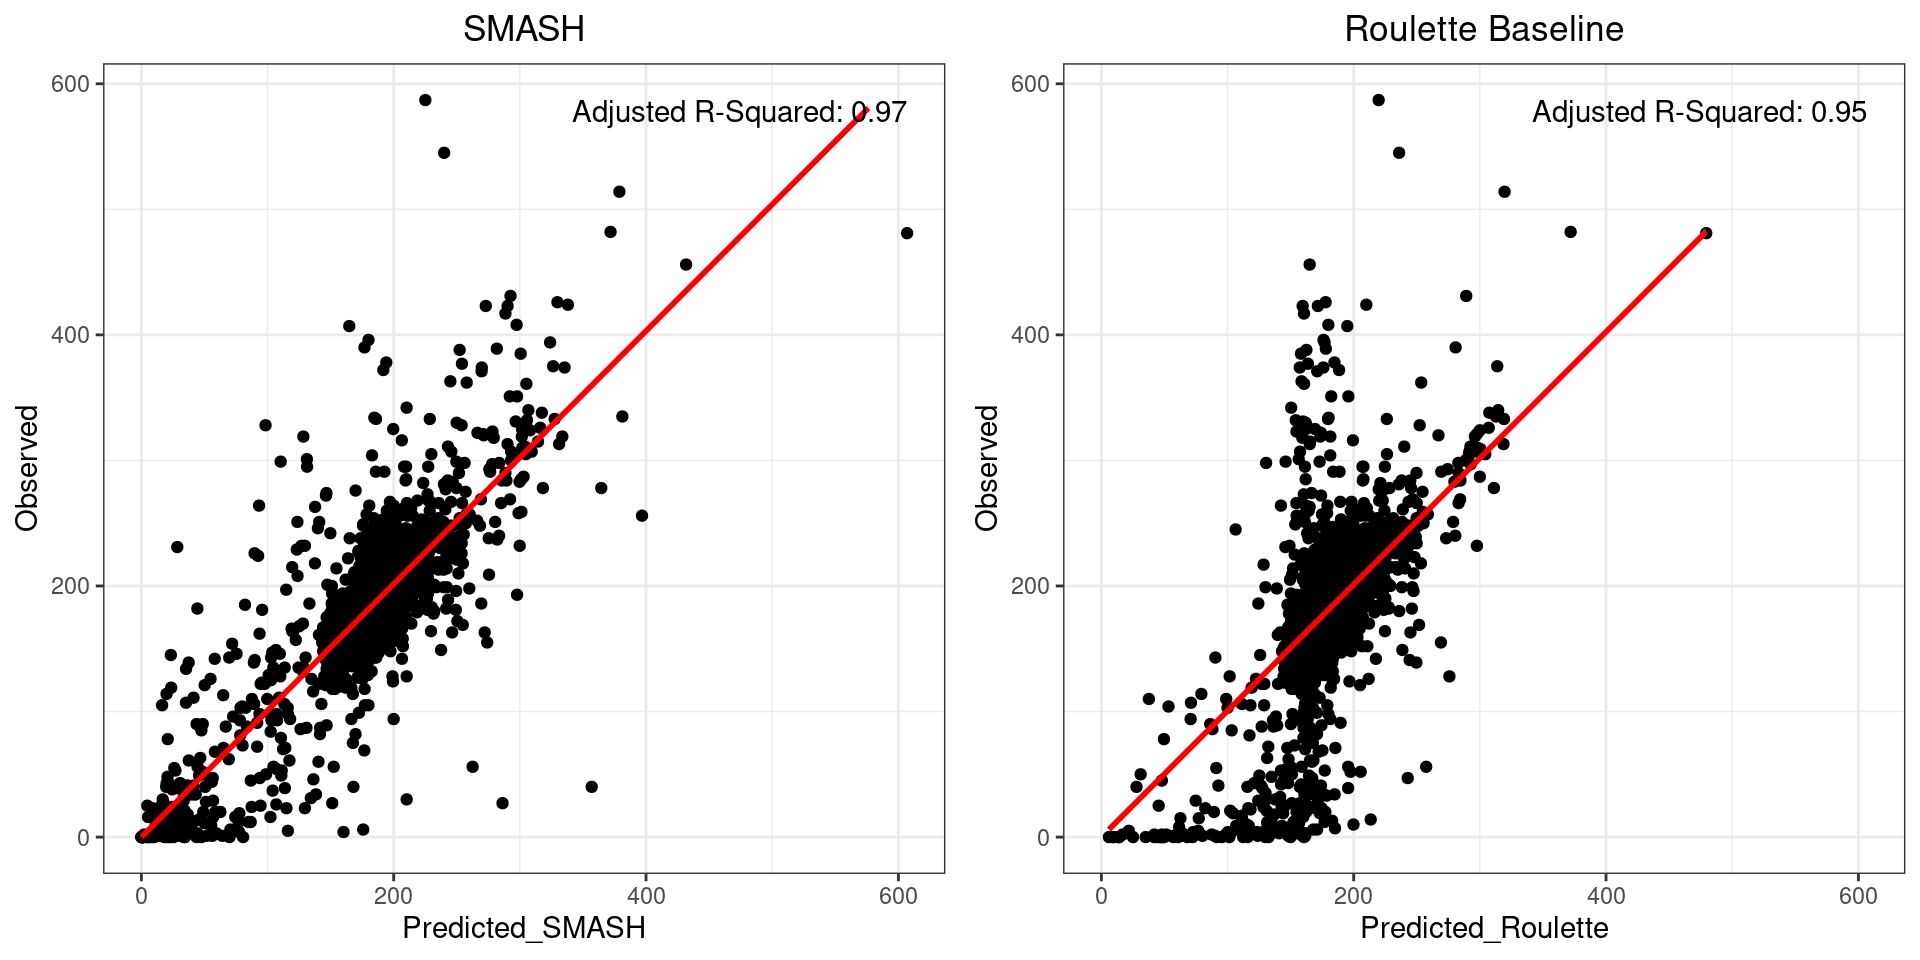 SMASH
Adjusted R-Squared: 0.97
Observed
600
400
200
0
0 200 400 600
Predicted_SMASH
Roulette Baseline
Adjusted R-Squared: 0.95
Observed
600
400
200
0
0 200 400 600
Predicted_Roulette